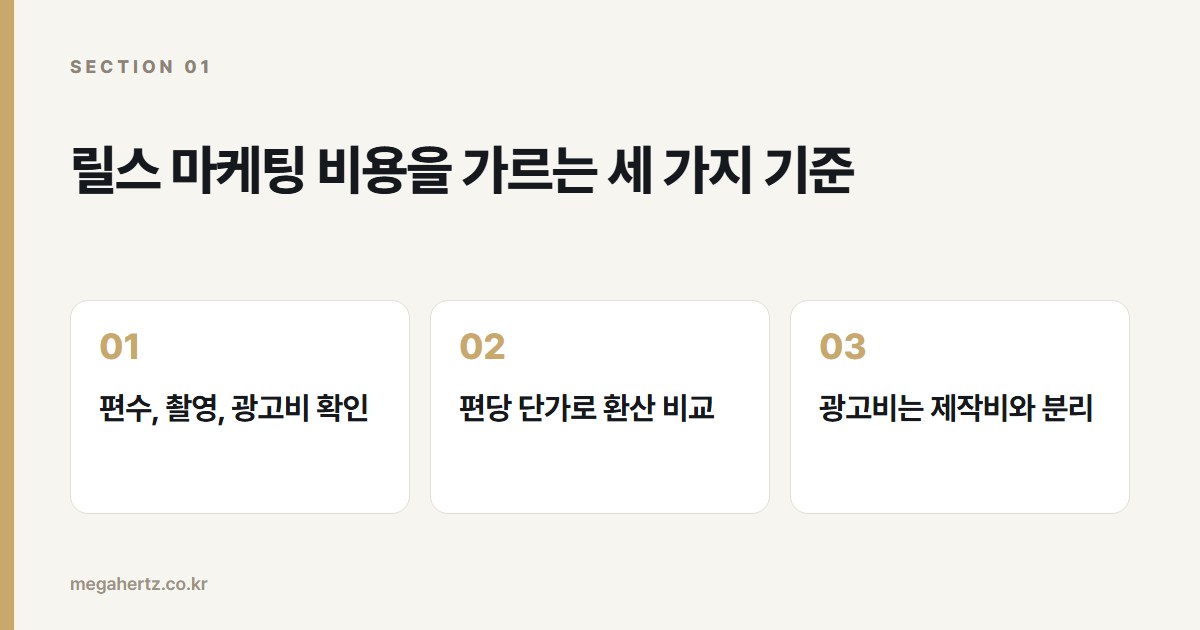 SECTION 01
릴스 마케팅 비용을 가르는 세 가지 기준
01
편수, 촬영, 광고비 확인
02
편당 단가로 환산 비교
03
광고비는 제작비와 분리
megahertz.co.kr